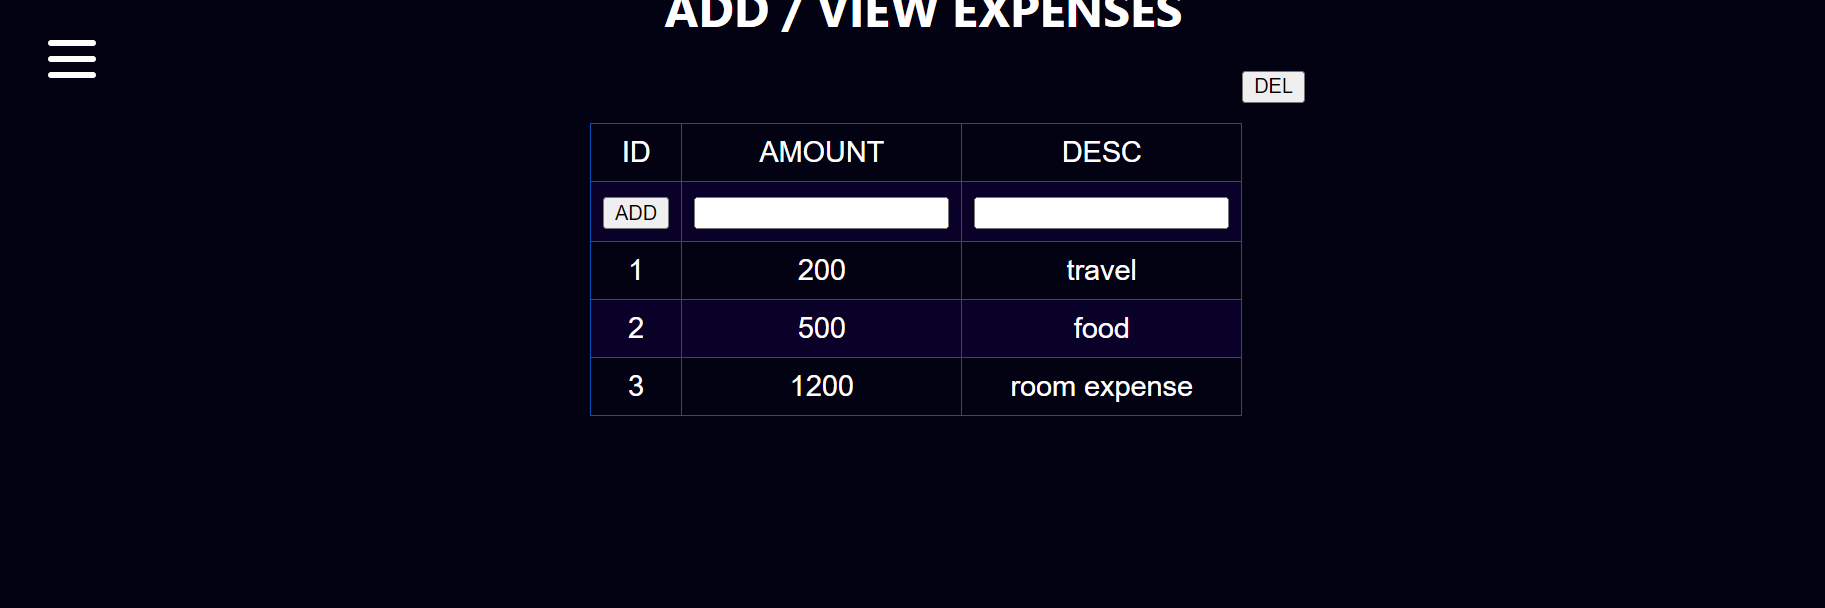 ADD / VIEW EXPENSES
DEL
ID AMOUNT DESC
ADD
1 200 travel
2 500 food
3 1200 room expense